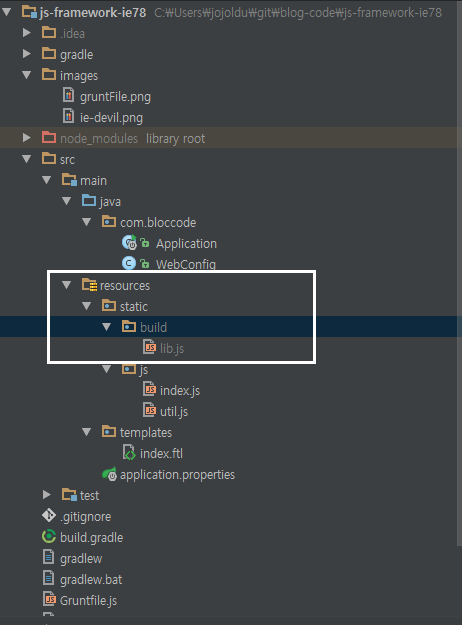 js-framework-ie78 C:₩Users₩jojoldu₩git₩blog-code₩js-framework-ie78
.idea
gradle
images
gruntFile.png
ie-devil.png
node_modules library root
src
main
java
com.bloccode
Application
WebConfig
resources
static
build
lib.js
js
index.js
util.js
templates
index.ftl
application.properties
test
.gitignore
build.gradle
gradlew
gradlew.bat
Gruntfile.js